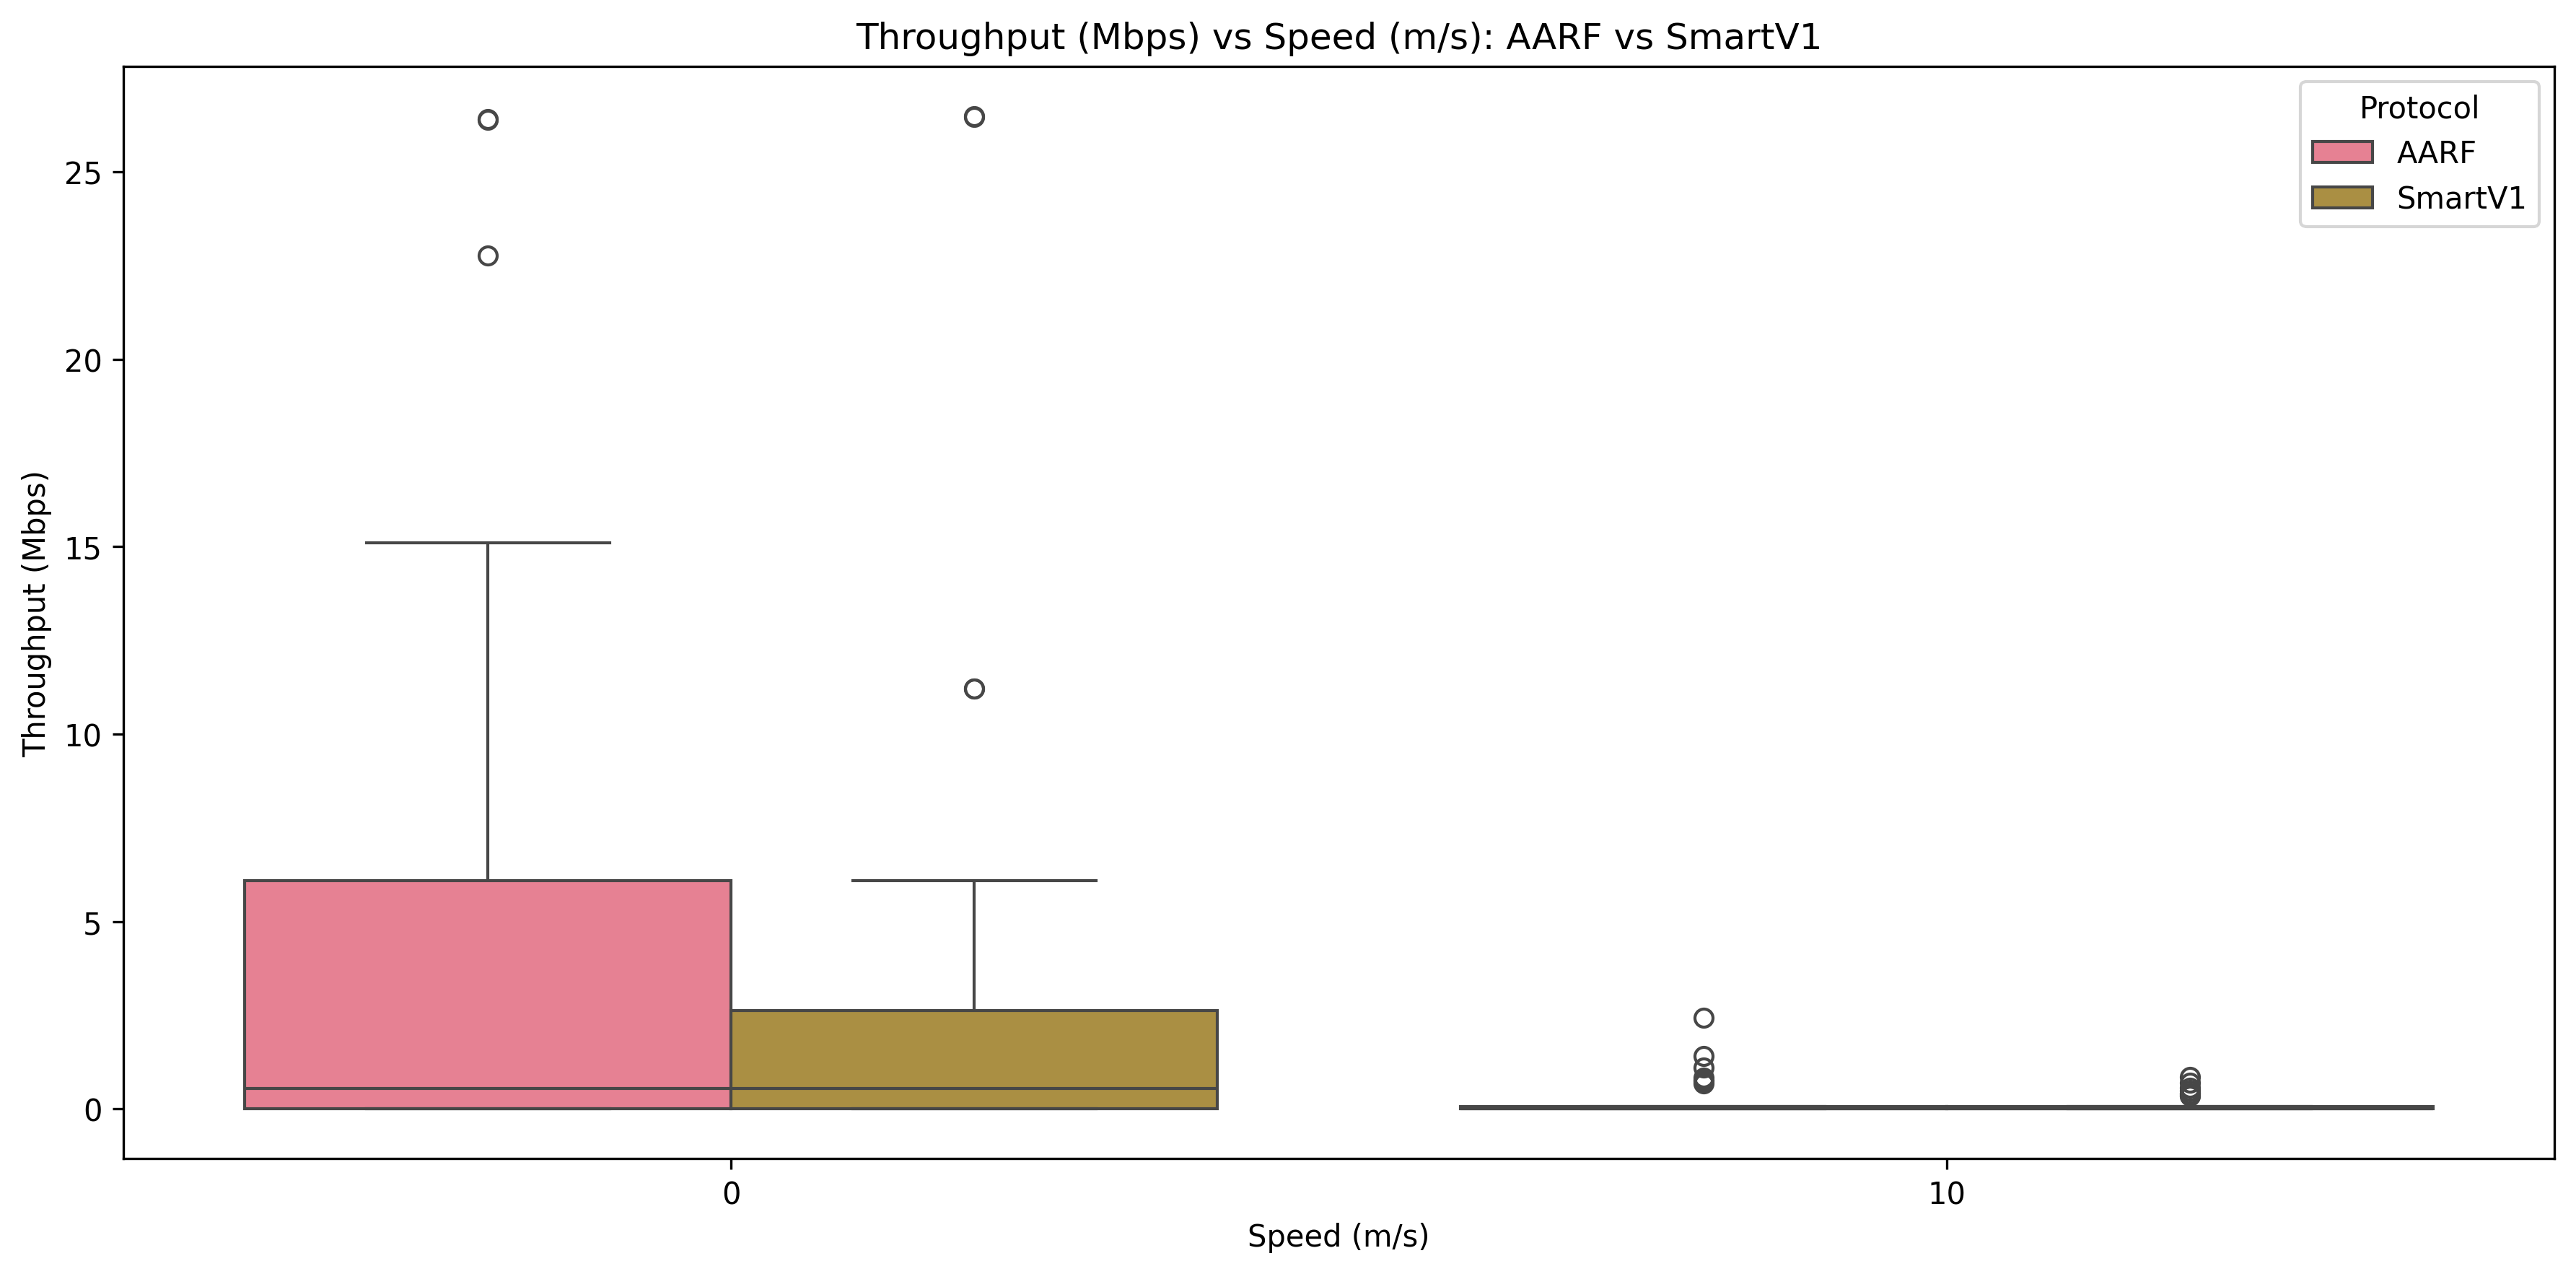 Throughput (Mbps) vs Speed (m/s): AARF vs SmartV1
Protocol
AARF
SmartV1
Throughput (Mbps)
25
20
15
10
5
0
0
10
Speed (m/s)